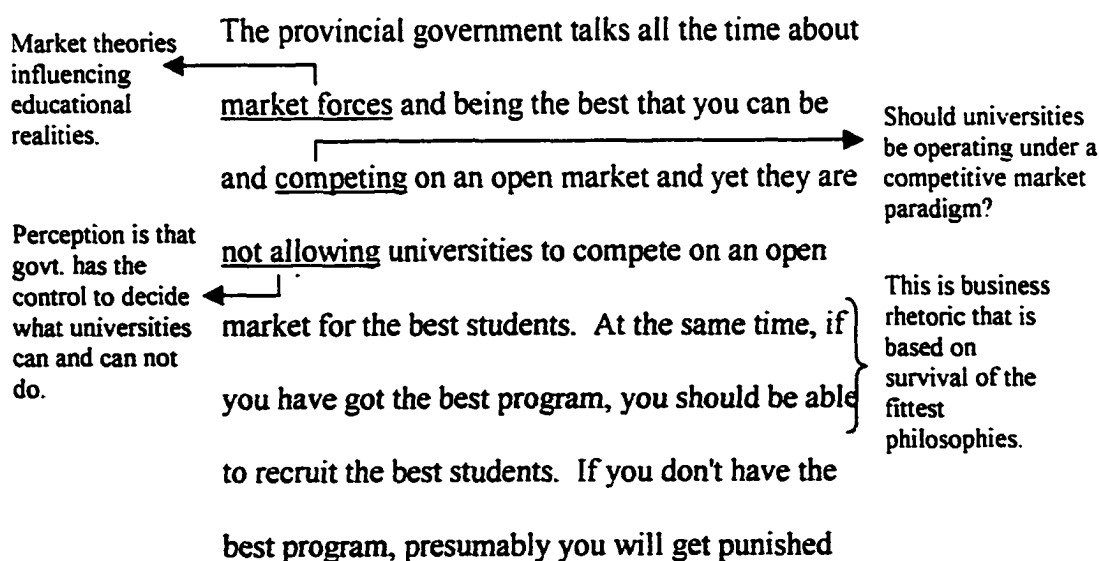 The provincial government talks all the time about
market forces and being the best that you can be
and competing on an open market and yet they are
not allowing universities to compete on an open
market for the best students. At the same time, if
you have got the best program, you should be able
to recruit the best students. If you don't have the
best program, presumably you will get punished
Market theories
influencing
educational
realities.
Perception is that
govt. has the
control to decide
what universities
can and can not
do.
Should universities
be operating under a
competitive market
paradigm?
This is business
rhetoric that is
based on
survival of the
fittest
philosophies.